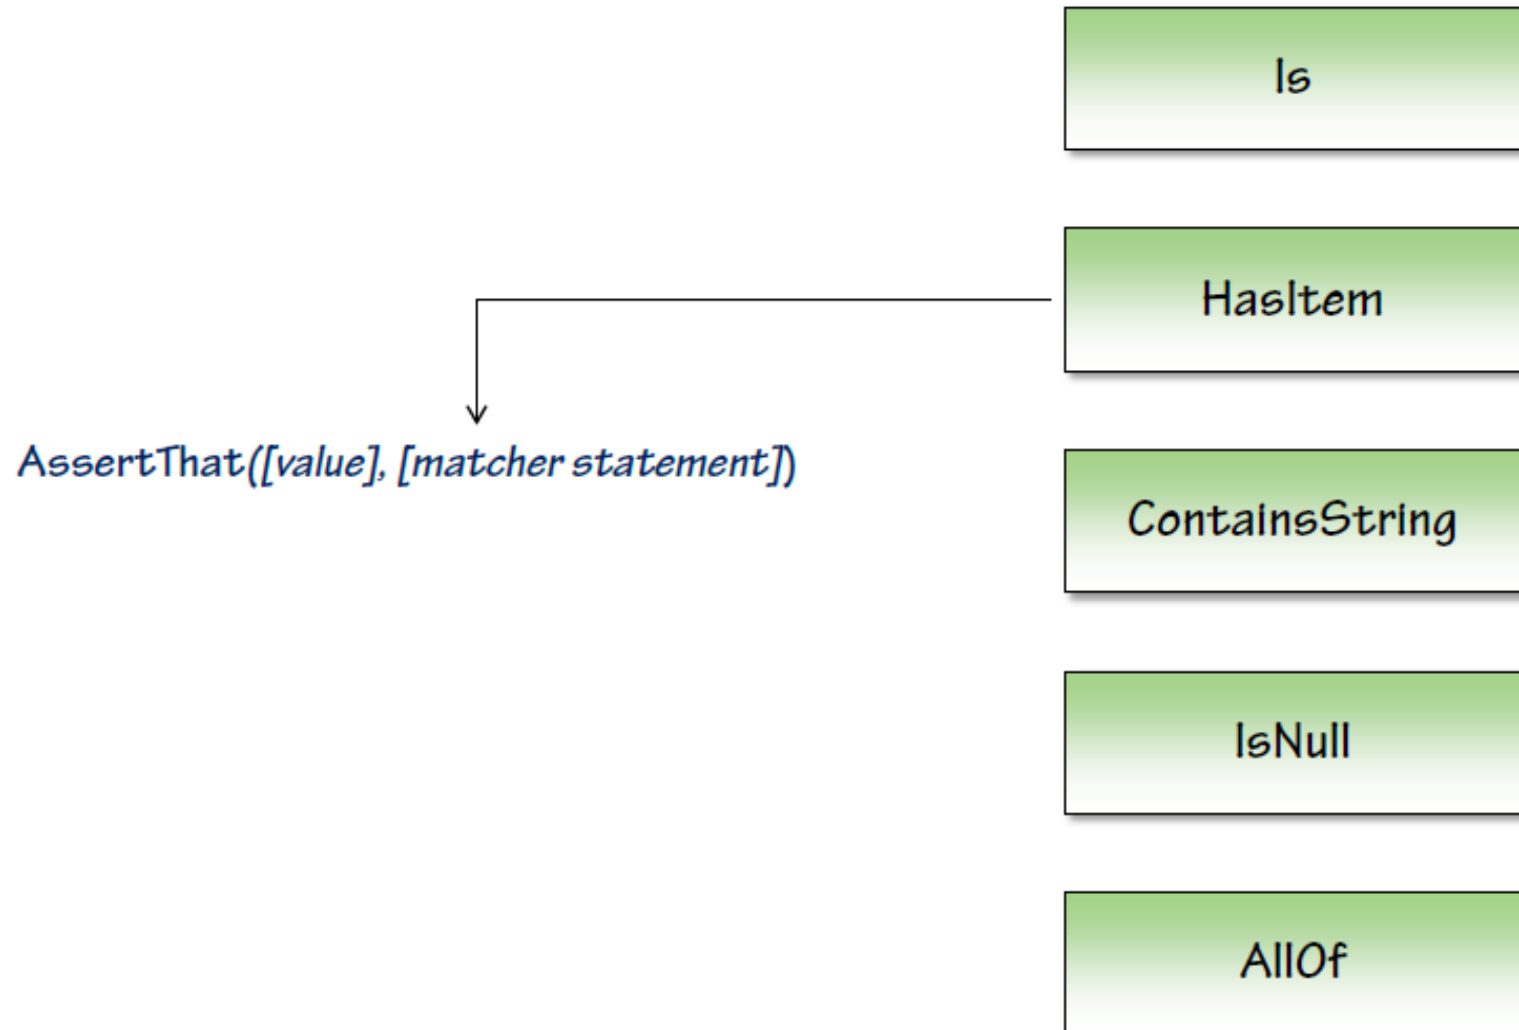 Is
HasItem
AssertThat([value], [matcher statement])
ContainsString
IsNull
AllOf